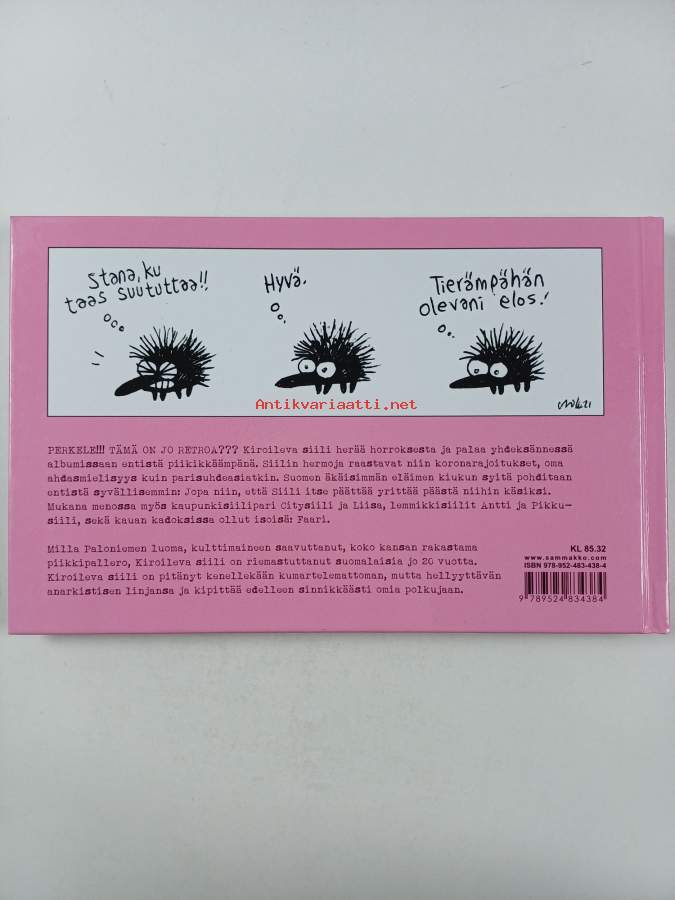 Stana, ku
taas suututtaa!!
Hyvä.
Tierämpähän
olevani elos!
Antikvariaatti.net
PERKELE!!! TÄMÄ ON JO RETROA??? Kiroileva siili herää horroksesta ja palaa yhdeksännessä
albumissaan entistä piikikkäämpänä. Siilin hermoja raastavat niin koronarajoitukset, oma
ahdasmielisyys kuin parisuhdeasiatkin. Suomen äkäisimmän eläimen kiukun syitä pohditaan
entistä syvällisemmin: Jopa niin, että Siili itse päättää yrittää päästä niihin käsiksi.
Mukana menossa myös kaupunkisiilipari Citysiili ja Liisa, lemmikkisiilit Antti ja Pikku-
siili, sekä kauan kadoksissa ollut isoisä: Faari.
Milla Paloniemen luoma, kulttimaineen saavuttanut, koko kansan rakastama
piikkipallero, Kiroileva siili on riemastuttanut suomalaisia jo 20 vuotta.
Kiroileva siili on pitänyt kenellekään kumartelemattoman, mutta hellyyttävän
anarkistisen linjansa ja kipittää edelleen sinnikkäästi omia polkujaan.
KL 85.32
www.sammakko.com
ISBN 978-952-483-438-4
9 789524 834384